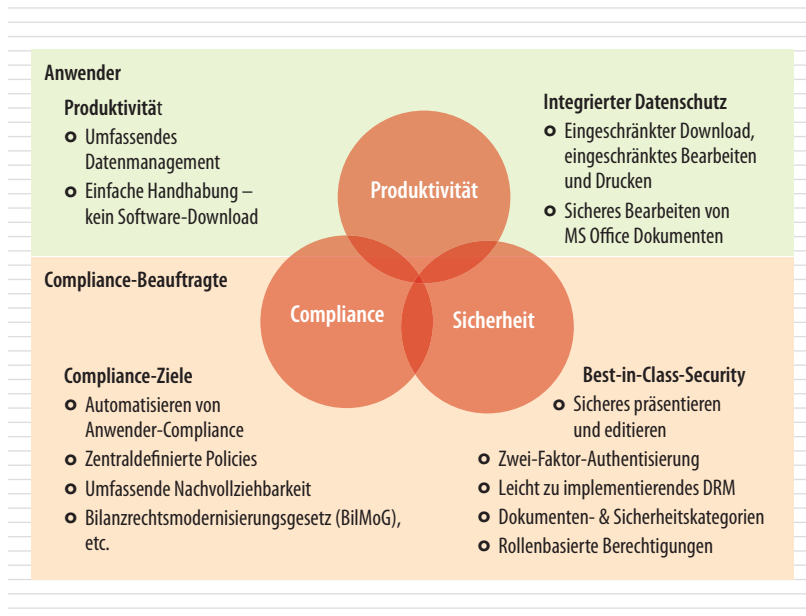 Anwender
Produktivität
Umfassendes
Datenmanagement
Einfache Handhabung –
kein Software-Download
Integrierter Datenschutz
Eingeschränkter Download,
eingeschränktes Bearbeiten
und Drucken
Sicheres Bearbeiten von
MS Office Dokumenten
Produktivität
Compliance-Beauftragte
Compliance
Sicherheit
Compliance-Ziele
Automatisieren von
Anwender-Compliance
Zentraldefinierte Policies
Umfassende Nachvollziehbarkeit
Bilanzrechtsmodernisierungsgesetz (BilMoG),
etc.
Best-in-Class-Security
Sicheres präsentieren
und editieren
Zwei-Faktor-Authentisierung
Leicht zu implementierendes DRM
Dokumenten- & Sicherheitskategorien
Rollenbasierte Berechtigungen